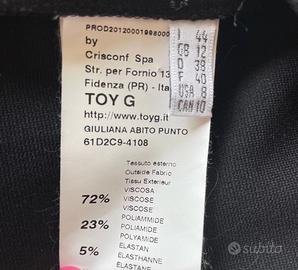 PROD20120001998000
by
Crisconf Spa
Str. per Fornio 13
Fidenza (PR) - Ita
TOY G
http://www.toyg.it
GIULIANA ABITO PUNTO
61D2C9-4108
Tessuto esterno
Outside Fabric
Tissu Exterieur
72% VISCOSA
VISCOSE
VISCOSE
23% POLIAMMIDE
POLYAMIDE
POLYAMIDE
5% ELASTAN
ELASTHANNE
ELASTANE
I 44
GB 12
D 38
F 40
USA 8
CAN 10
subito